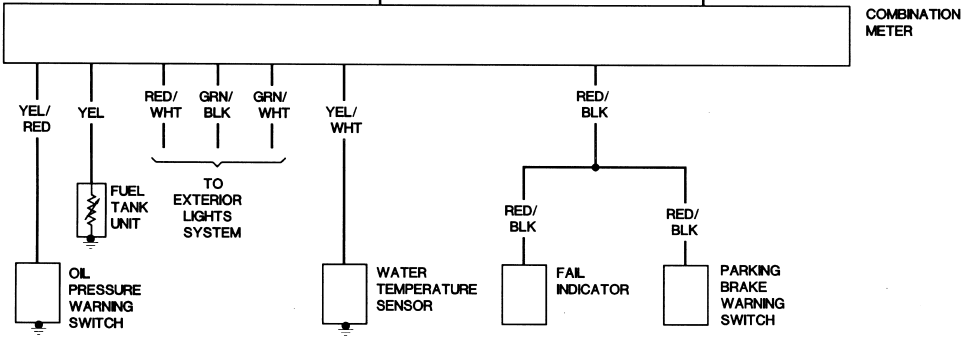 COMBINATION
METER
YEL/
RED
YEL
RED/
WHT
GRN/
BLK
GRN/
WHT
YEL/
WHT
RED/
BLK
FUEL
TANK
UNIT
TO
EXTERIOR
LIGHTS
SYSTEM
RED/
BLK
RED/
BLK
OIL
PRESSURE
WARNING
SWITCH
WATER
TEMPERATURE
SENSOR
FAIL
INDICATOR
PARKING
BRAKE
WARNING
SWITCH